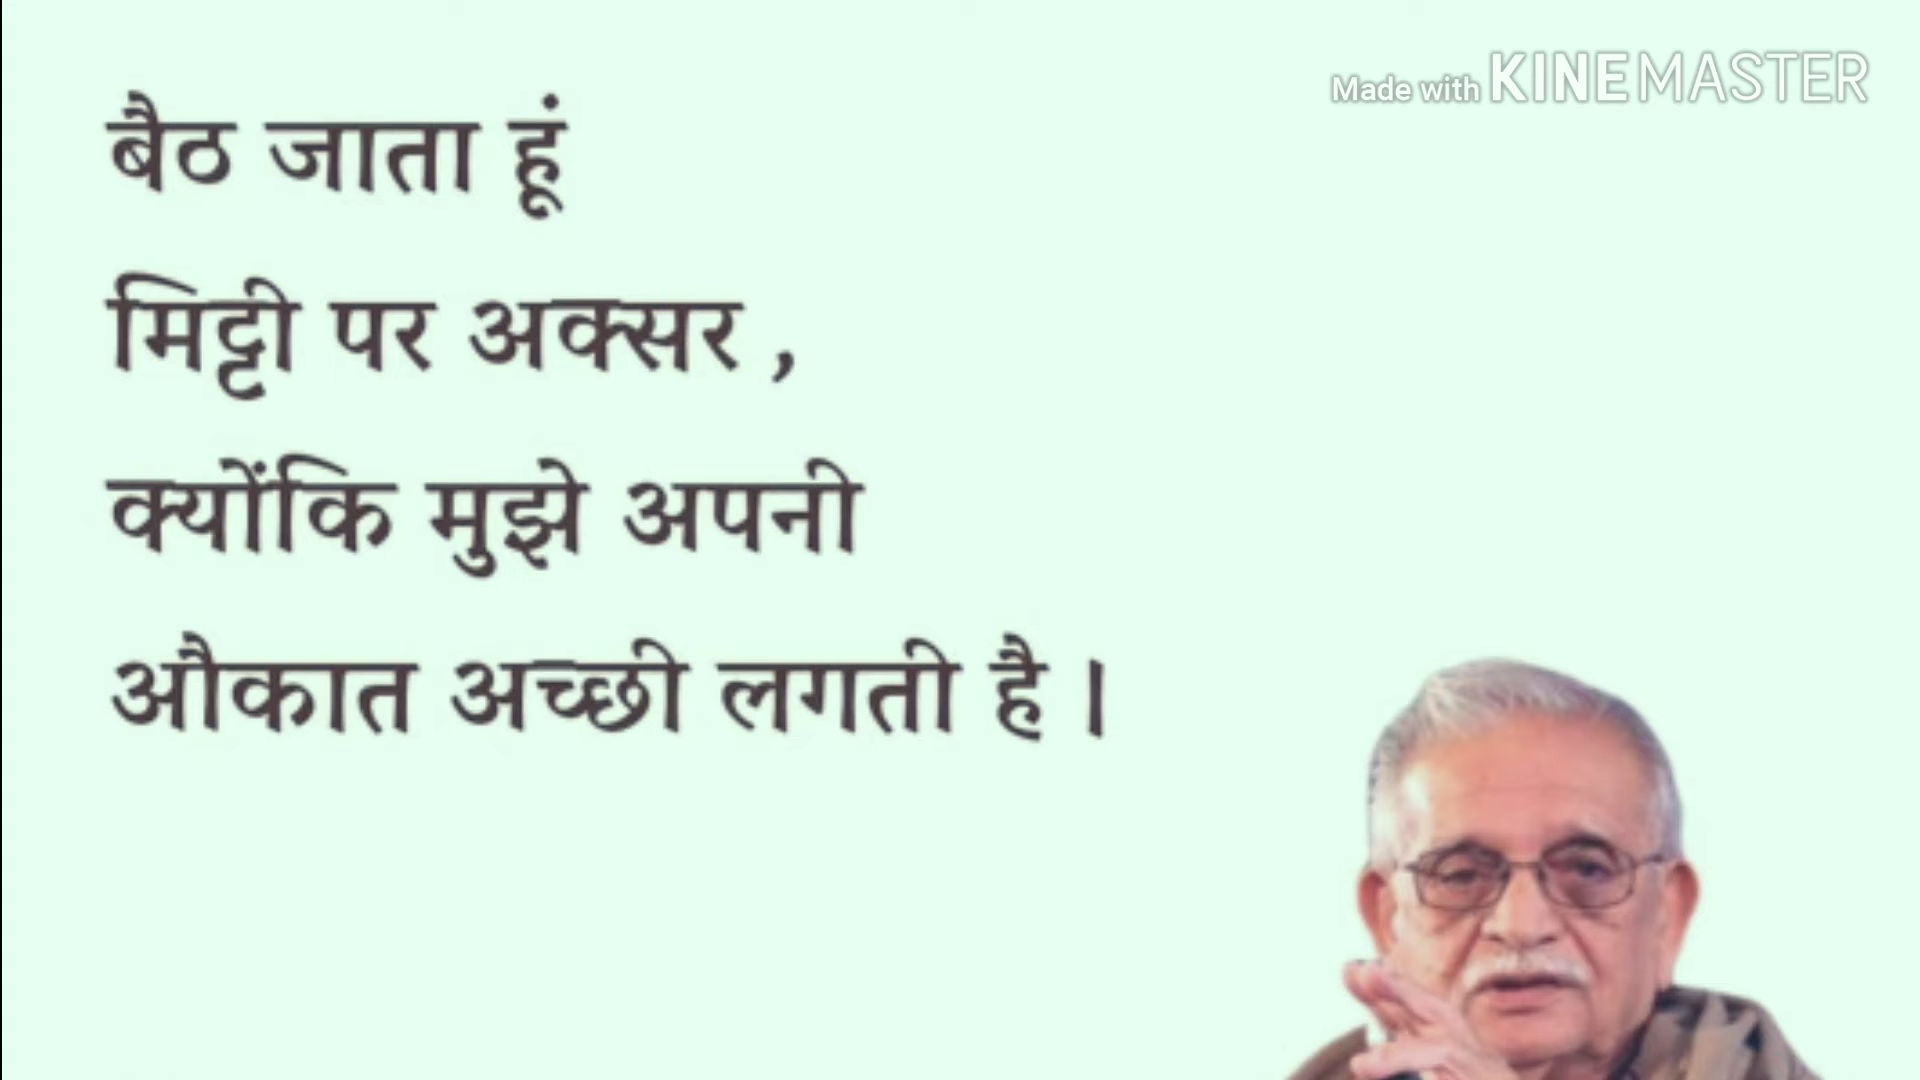 Made with KINEMASTER
बैठ जाता हूं
मिट्टी पर अक्सर ,
क्योंकि मुझे अपनी
औकात अच्छी लगती है ।